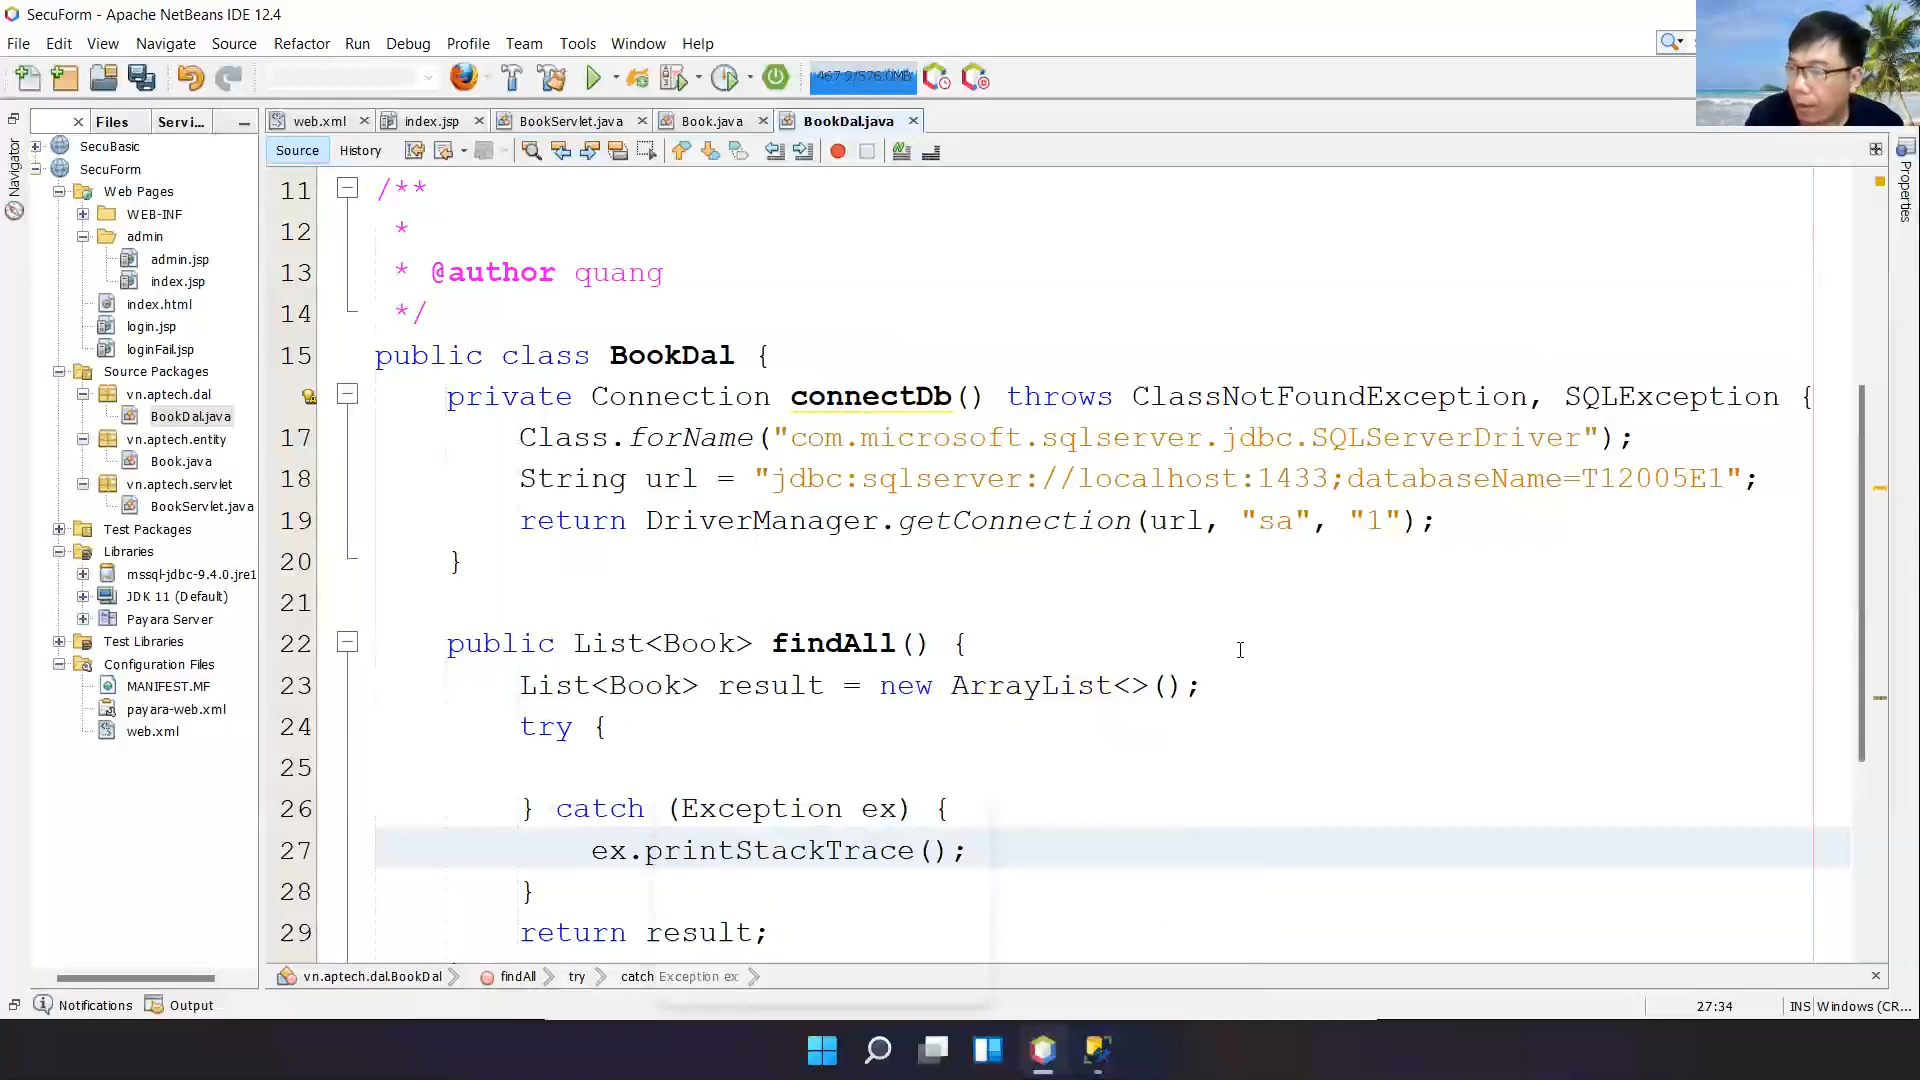 SecuForm - Apache NetBeans IDE 12.4
File Edit View Navigate Source Refactor Run Debug Profile Team Tools Window Help
467.2/576.0MB
Files Servi...
web.xml index.jsp BookServlet.java Book.java BookDal.java
Source History
Navigator
Properties
SecuBasic
SecuForm
Web Pages
WEB-INF
admin
admin.jsp
index.jsp
index.html
login.jsp
loginFail.jsp
Source Packages
vn.aptech.dal
BookDal.java
vn.aptech.entity
Book.java
vn.aptech.servlet
BookServlet.java
Test Packages
Libraries
mssql-jdbc-9.4.0.jre1
JDK 11 (Default)
Payara Server
Test Libraries
Configuration Files
MANIFEST.MF
payara-web.xml
web.xml
11 /**
12 *
13 * @author quang
14 */
15 public class BookDal {
private Connection connectDb() throws ClassNotFoundException, SQLException {
17 Class.forName("com.microsoft.sqlserver.jdbc.SQLServerDriver");
18 String url = "jdbc:sqlserver://localhost:1433;databaseName=T12005E1";
19 return DriverManager.getConnection(url, "sa", "1");
20 }
21
22 public List<Book> findAll() {
23 List<Book> result = new ArrayList<>();
24 try {
25
26 } catch (Exception ex) {
27 ex.printStackTrace();
28 }
29 return result;
vn.aptech.dal.BookDal findAll try catch Exception ex
Notifications Output
27:34 INS Windows (CR...